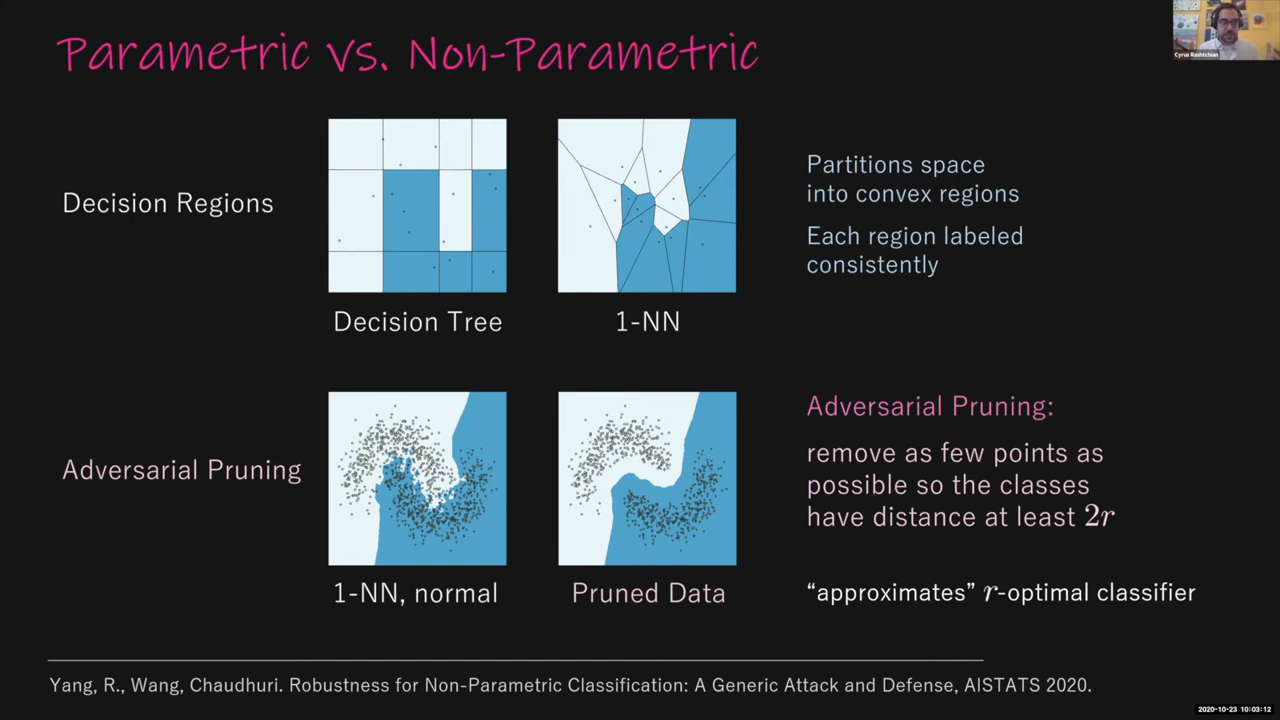 Parametric vs. Non-Parametric
Cyrus Rashtchian
Decision Regions
Decision Tree
1-NN
Partitions space
into convex regions
Each region labeled
consistently
Adversarial Pruning
1-NN, normal
Pruned Data
Adversarial Pruning:
remove as few points as
possible so the classes
have distance at least 2r
“approximates” r-optimal classifier
Yang, R., Wang, Chaudhuri. Robustness for Non-Parametric Classification: A Generic Attack and Defense, AISTATS 2020.
2020-10-23 10:03:12